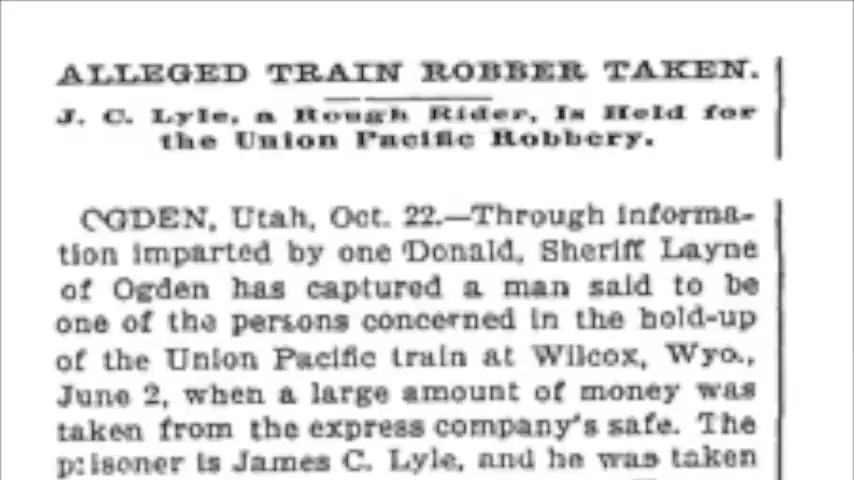 ALLEGED TRAIN ROBBER TAKEN.
J. C. Lyle, a Rough Rider, Is Held for
the Union Pacific Robbery.
OGDEN, Utah, Oct. 22.—Through informa-
tion imparted by one Donald, Sheriff Layne
of Ogden has captured a man said to be
one of the persons concerned in the hold-up
of the Union Pacific train at Wilcox, Wyo.,
June 2, when a large amount of money was
taken from the express company's safe. The
prisoner is James C. Lyle, and he was taken